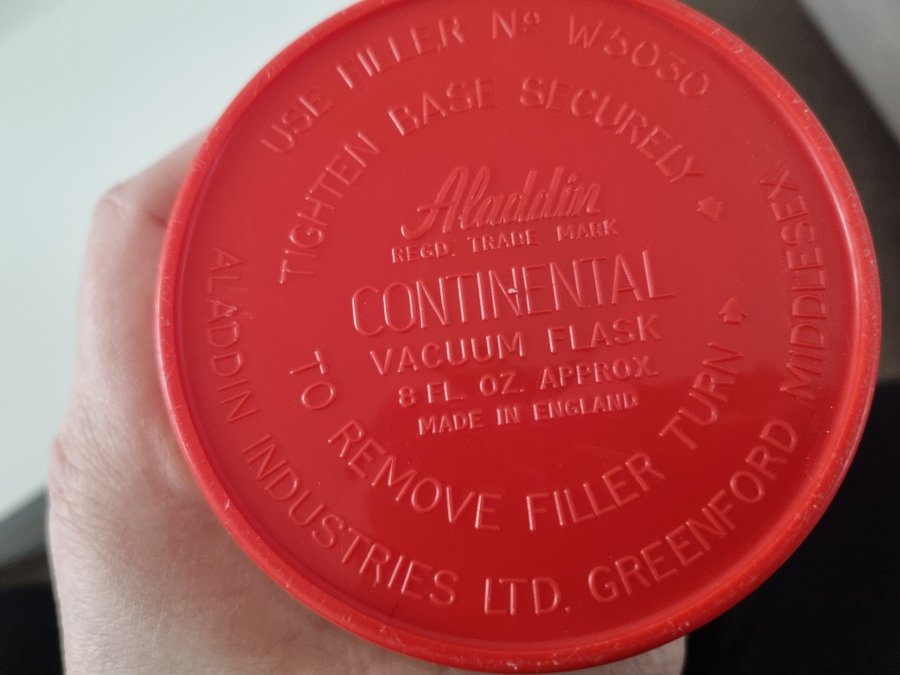 USE FILLER Nº W5030
TIGHTEN BASE SECURELY
Aladdin
REGD. TRADE MARK
CONTINENTAL
VACUUM FLASK
8 FL. OZ. APPROX.
MADE IN ENGLAND
TO REMOVE FILLER TURN
ALADDIN INDUSTRIES LTD. GREENFORD MIDDLESEX